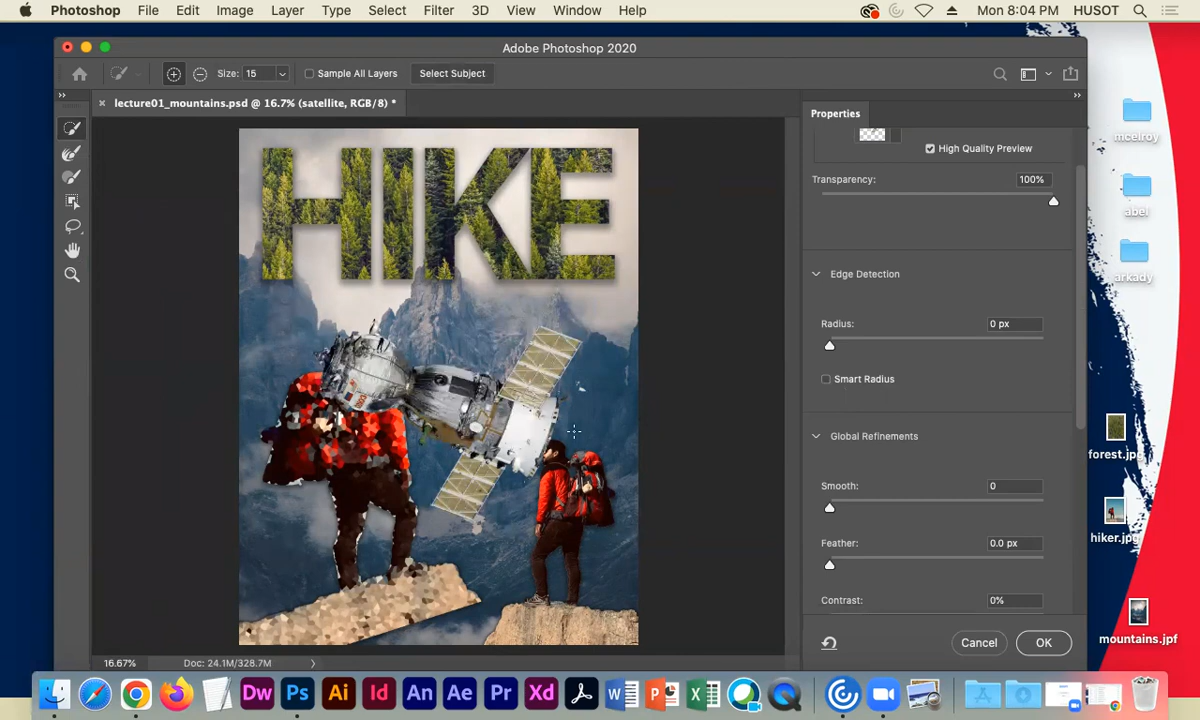 Photoshop File Edit Image Layer Type Select Filter 3D View Window Help Mon 8:04 PM HUSOT
Adobe Photoshop 2020
Size: 15 Sample All Layers Select Subject
lecture01_mountains.psd @ 16.7% (satellite, RGB/8) *
Properties
High Quality Preview
Transparency: 100%
Edge Detection
Radius: 0 px
Smart Radius
Global Refinements
Smooth: 0
Feather: 0.0 px
Contrast: 0%
Cancel OK
HIKE
16.67% Doc: 24.1M/328.7M
mcelroy
abel
arkady
forest.jpg
hiker.jpg
mountains.jpf
Dw Ps Ai Id An Ae Pr Xd W P X